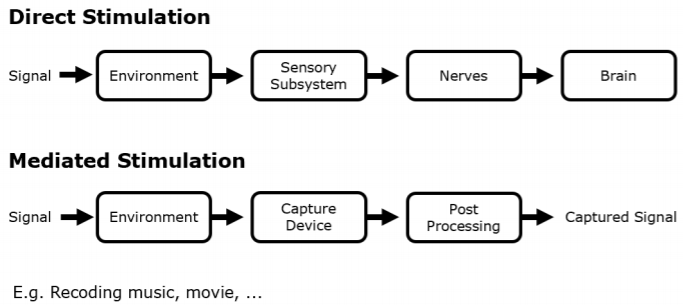 Direct Stimulation
Signal
Environment
Sensory
Subsystem
Nerves
Brain
Mediated Stimulation
Signal
Environment
Capture
Device
Post
Processing
Captured Signal
E.g. Recoding music, movie, ...